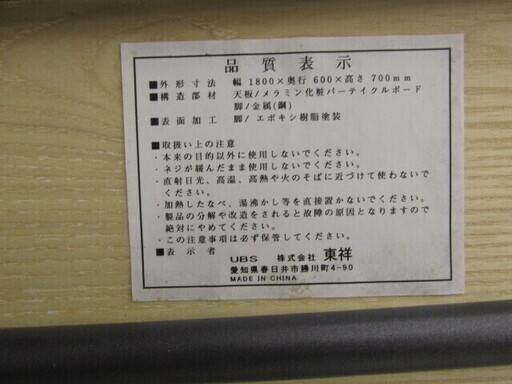 品質表示
■外形寸法 幅 1800×奥行 600×高さ 700mm
■構造部材 天板/メラミン化粧パーテイクルボード
脚/金属(鋼)
■表面加工 脚/エポキシ樹脂塗装
■取扱い上の注意
・本来の目的以外に使用しないでください。
・ネジが緩んだまま使用しないでください。
・直射日光、高温、高熱や火のそばに近づけて使わないで
ください。
・加熱したなべ、湯沸かし等を直接置かないでください。
・製品の分解や改造をされると故障の原因となりますので
絶対にやめてください。
・この注意事項は必ず保管してください。
■表示者 UBS 株式会社 東祥
愛知県春日井市勝川町4-90
MADE IN CHINA